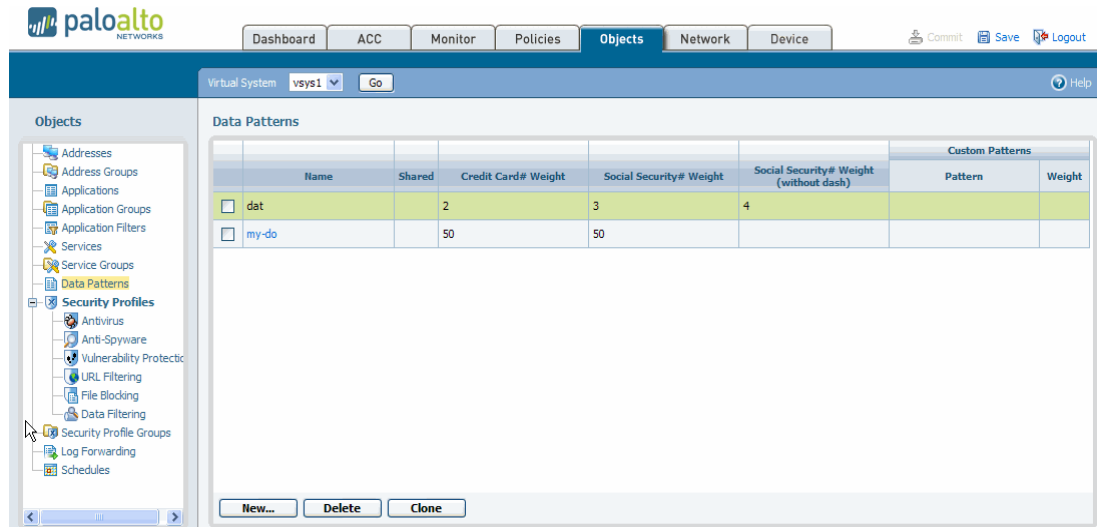 paloalto
NETWORKS
Dashboard ACC Monitor Policies Objects Network Device Commit Save Logout
Virtual System vsys1 Go Help
Objects
Addresses
Address Groups
Applications
Application Groups
Application Filters
Services
Service Groups
Data Patterns
Security Profiles
Antivirus
Anti-Spyware
Vulnerability Protectic
URL Filtering
File Blocking
Data Filtering
Security Profile Groups
Log Forwarding
Schedules
Data Patterns
Custom Patterns
Name Shared Credit Card# Weight Social Security# Weight Social Security# Weight (without dash) Pattern Weight
dat 2 3 4
my-do 50 50
New... Delete Clone